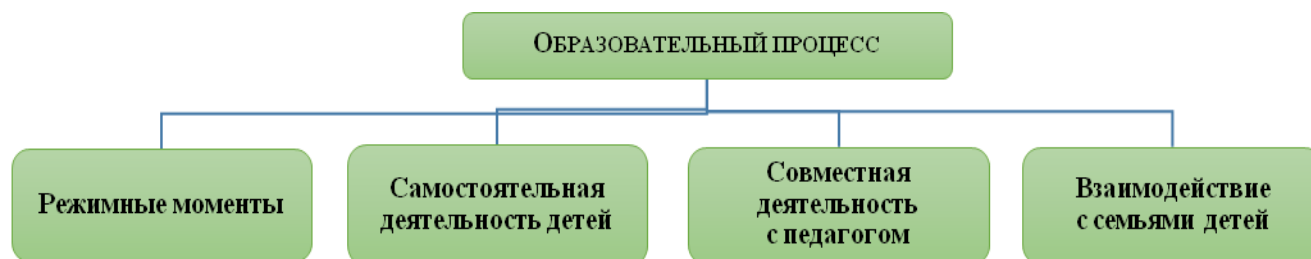 ОБРАЗОВАТЕЛЬНЫЙ ПРОЦЕСС
Режимные моменты
Самостоятельная
деятельность детей
Совместная
деятельность
с педагогом
Взаимодействие
с семьями детей